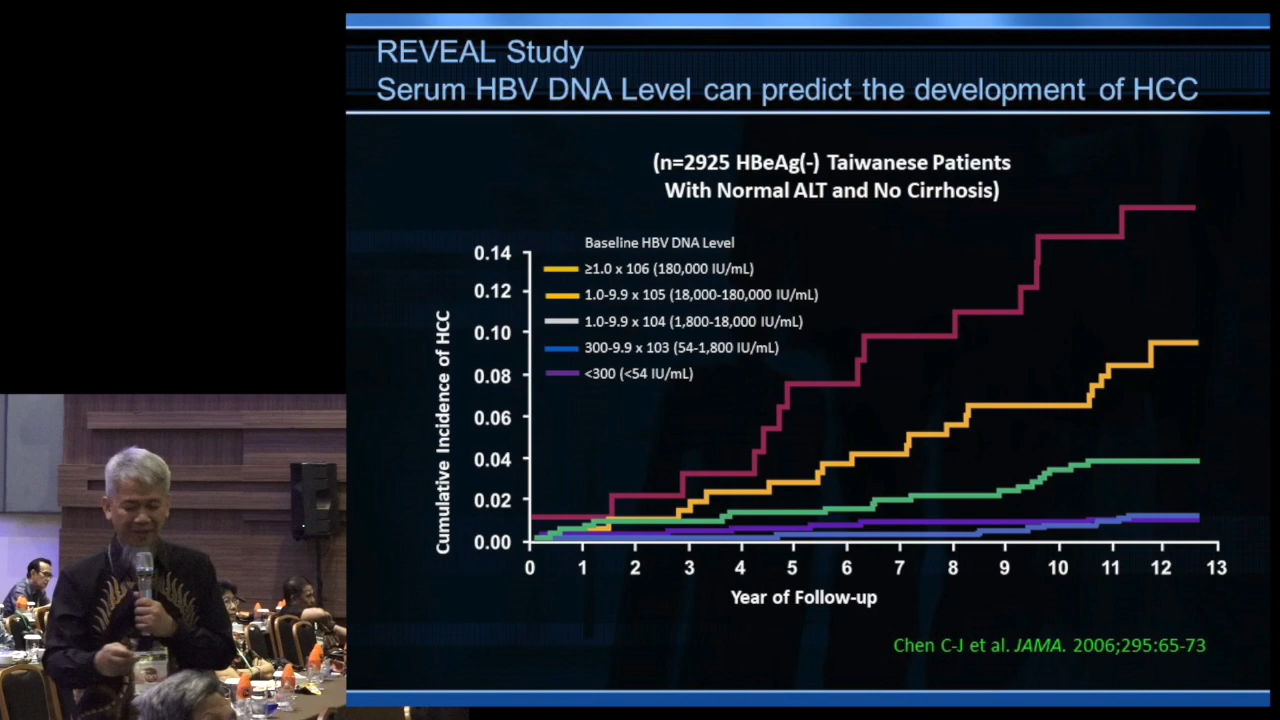 REVEAL Study
Serum HBV DNA Level can predict the development of HCC
(n=2925 HBeAg(-) Taiwanese Patients
With Normal ALT and No Cirrhosis)
Baseline HBV DNA Level
≥1.0 x 106 (180,000 IU/mL)
1.0-9.9 x 105 (18,000-180,000 IU/mL)
1.0-9.9 x 104 (1,800-18,000 IU/mL)
300-9.9 x 103 (54-1,800 IU/mL)
<300 (<54 IU/mL)
Cumulative Incidence of HCC
0.14
0.12
0.10
0.08
0.06
0.04
0.02
0.00
0 1 2 3 4 5 6 7 8 9 10 11 12 13
Year of Follow-up
Chen C-J et al. JAMA. 2006;295:65-73